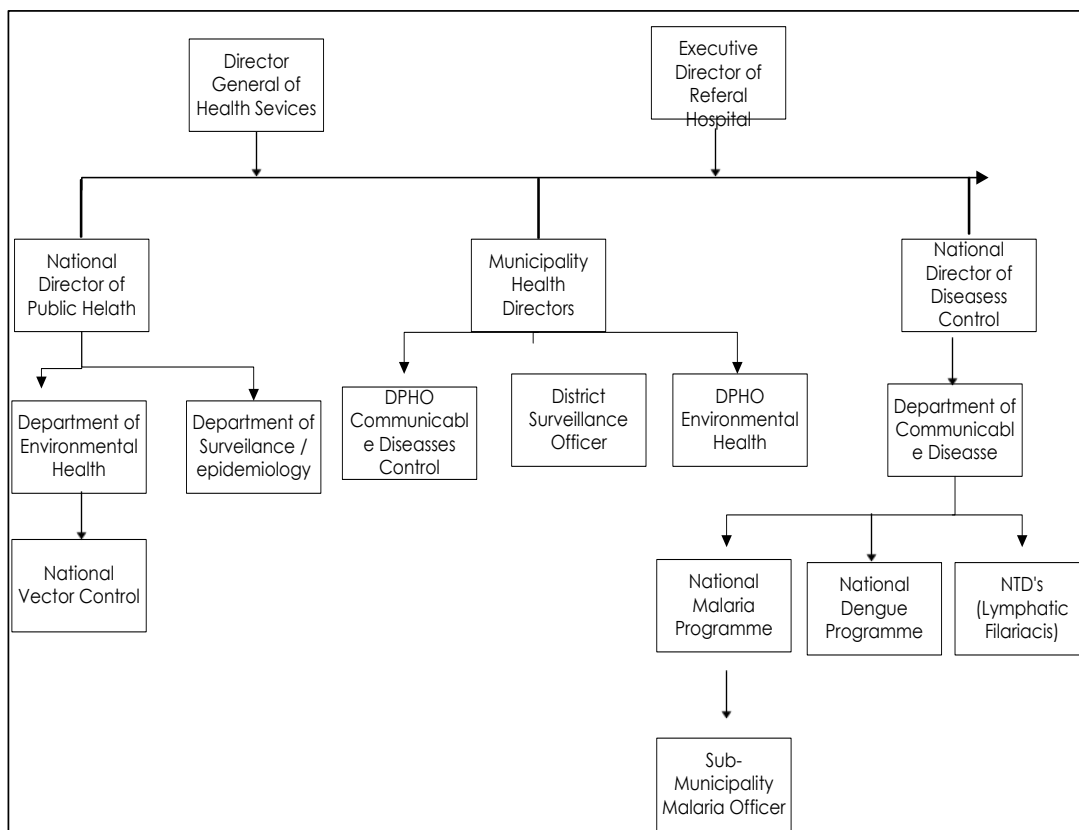 Director
General of
Health Sevices
Executive
Director of
Referal
Hospital
National
Director of
Public Helath
Municipality
Health
Directors
National
Director of
Diseasess
Control
Department of
Environmental
Health
Department of
Surveilance /
epidemiology
DPHO
Communicabl
e Diseasses
Control
District
Surveillance
Officer
DPHO
Environmental
Health
Department of
Communicabl
e Diseasse
National
Vector Control
National
Malaria
Programme
National
Dengue
Programme
NTD's
(Lymphatic
Filariacis)
Sub-
Municipality
Malaria Officer